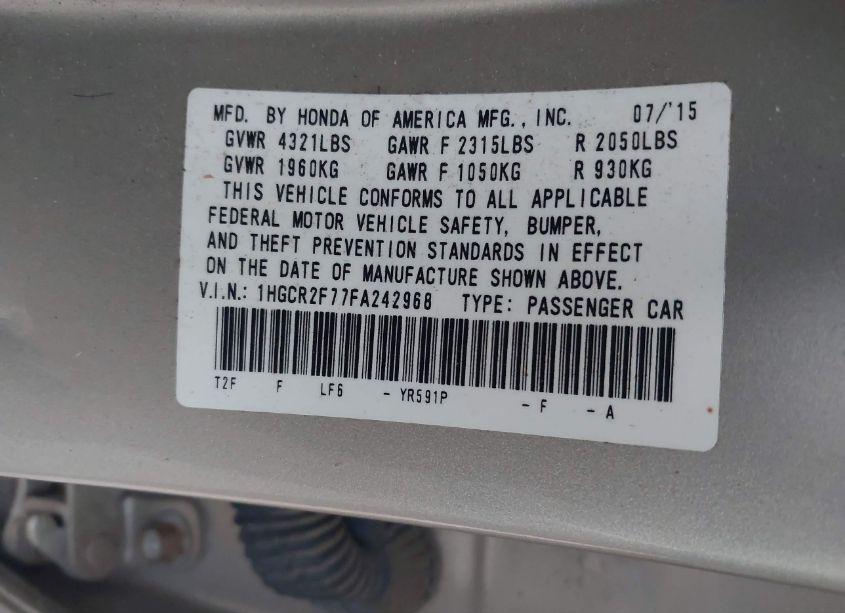 MFD. BY HONDA OF AMERICA MFG., INC. 07/'15
GVWR 4321LBS GAWR F 2315LBS R 2050LBS
GVWR 1960KG GAWR F 1050KG R 930KG
THIS VEHICLE CONFORMS TO ALL APPLICABLE
FEDERAL MOTOR VEHICLE SAFETY, BUMPER,
AND THEFT PREVENTION STANDARDS IN EFFECT
ON THE DATE OF MANUFACTURE SHOWN ABOVE.
V.I.N.: 1HGCR2F77FA242968 TYPE: PASSENGER CAR
T2F F LF6 - YR591P - F - A